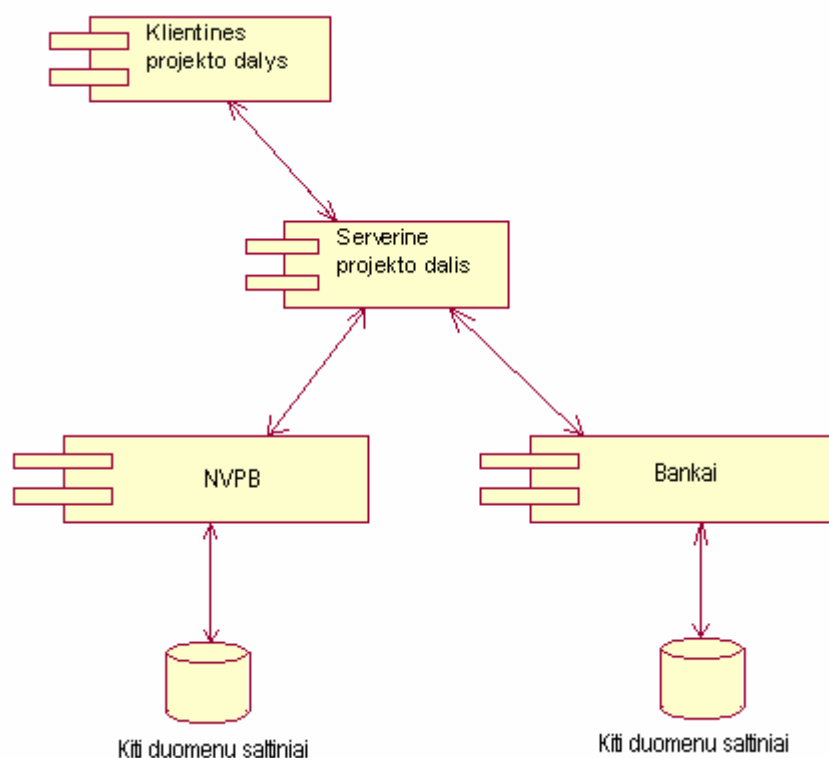 Klientines
projekto dalys
Serverine
projekto dalis
NVPB
Bankai
Kiti duomenu saltiniai
Kiti duomenu saltiniai